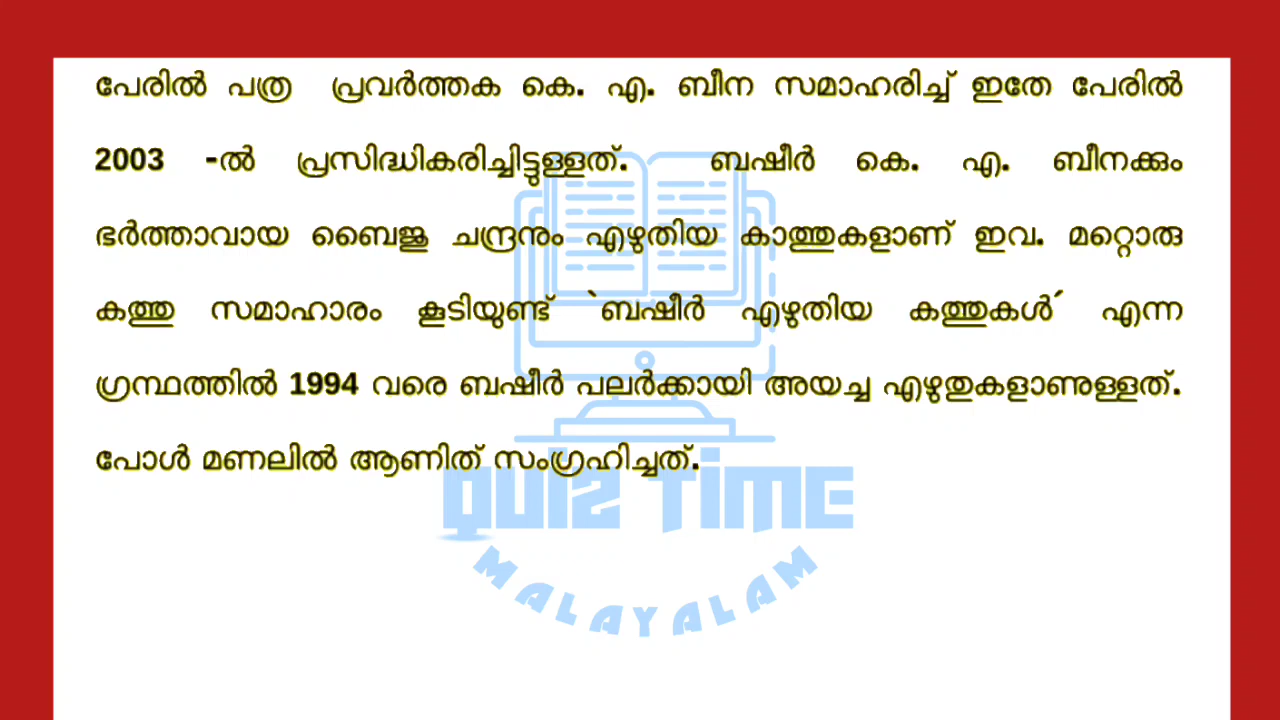 പേരിൽ പത്ര പ്രവർത്തക കെ. എ. ബീന സമാഹരിച്ച് ഇതേ പേരിൽ
2003 -ൽ പ്രസിദ്ധികരിച്ചിട്ടുള്ളത്. ബഷീർ കെ. എ. ബീനക്കും
ഭർത്താവായ ബൈജു ചന്ദ്രനും എഴുതിയ കാത്തുകളാണ് ഇവ. മറ്റൊരു
കത്തു സമാഹാരം കൂടിയുണ്ട് `ബഷീർ എഴുതിയ കത്തുകൾ´ എന്ന
ഗ്രന്ഥത്തിൽ 1994 വരെ ബഷീർ പലർക്കായി അയച്ച എഴുതുകളാണുള്ളത്.
പോൾ മണലിൽ ആണിത് സംഗ്രഹിച്ചത്.
QUIZ TIME
MALAYALAM